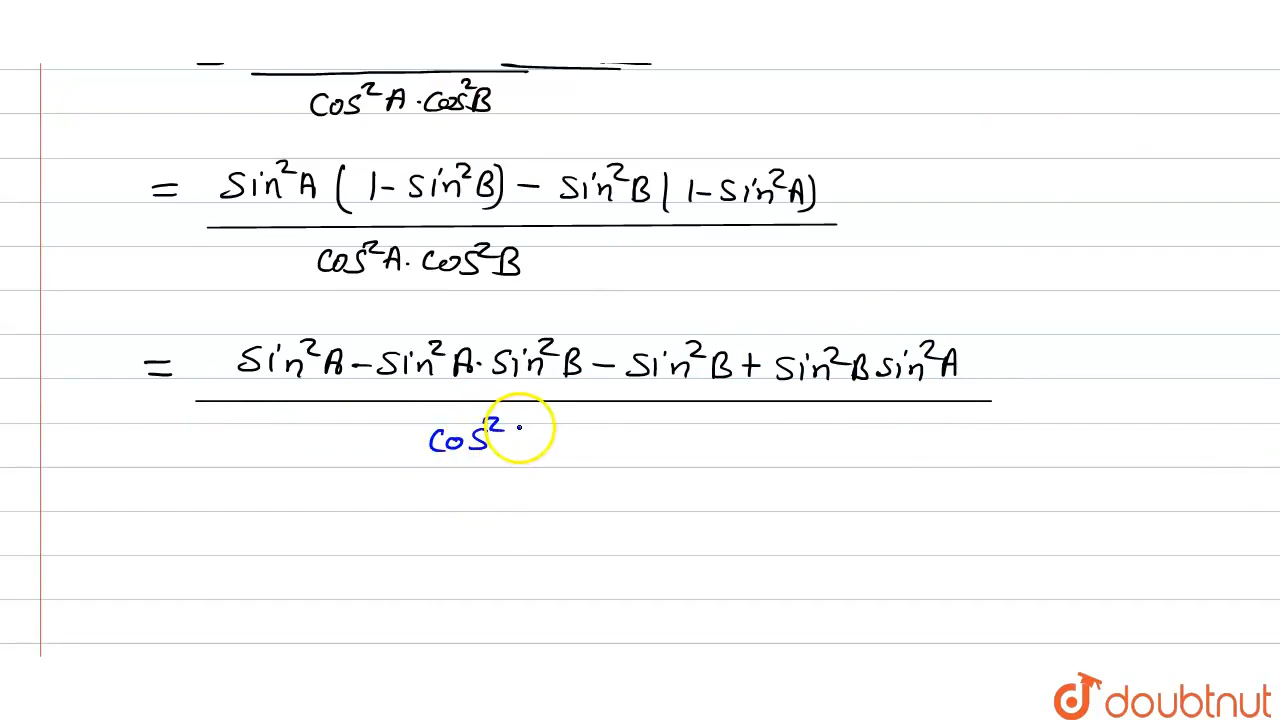 cos²A·cos²B
= sin²A (1- sin²B) - sin²B (1- sin²A)
cos²A· cos²B
= sin²A - sin²A· sin²B - sin²B + sin²B sin²A
cos²
doubtnut